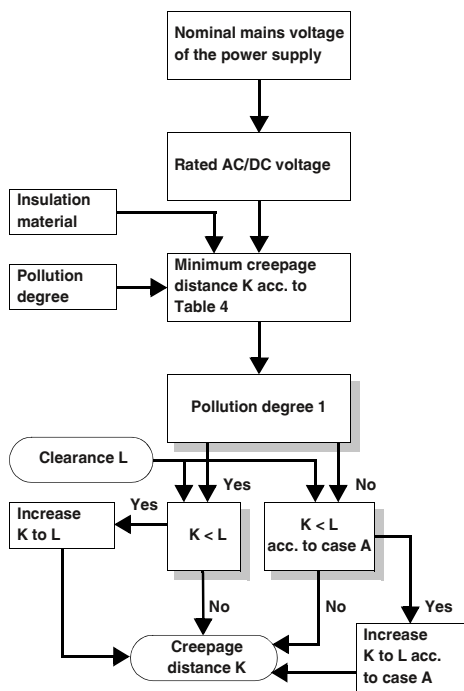 Nominal mains voltage
of the power supply
Rated AC/DC voltage
Insulation
material
Pollution
degree
Minimum creepage
distance K acc. to
Table 4
Pollution degree 1
Clearance L
Yes
No
Increase
K to L
Yes
K < L
K < L
acc. to case A
No
No
Yes
Creepage
distance K
Increase
K to L acc.
to case A